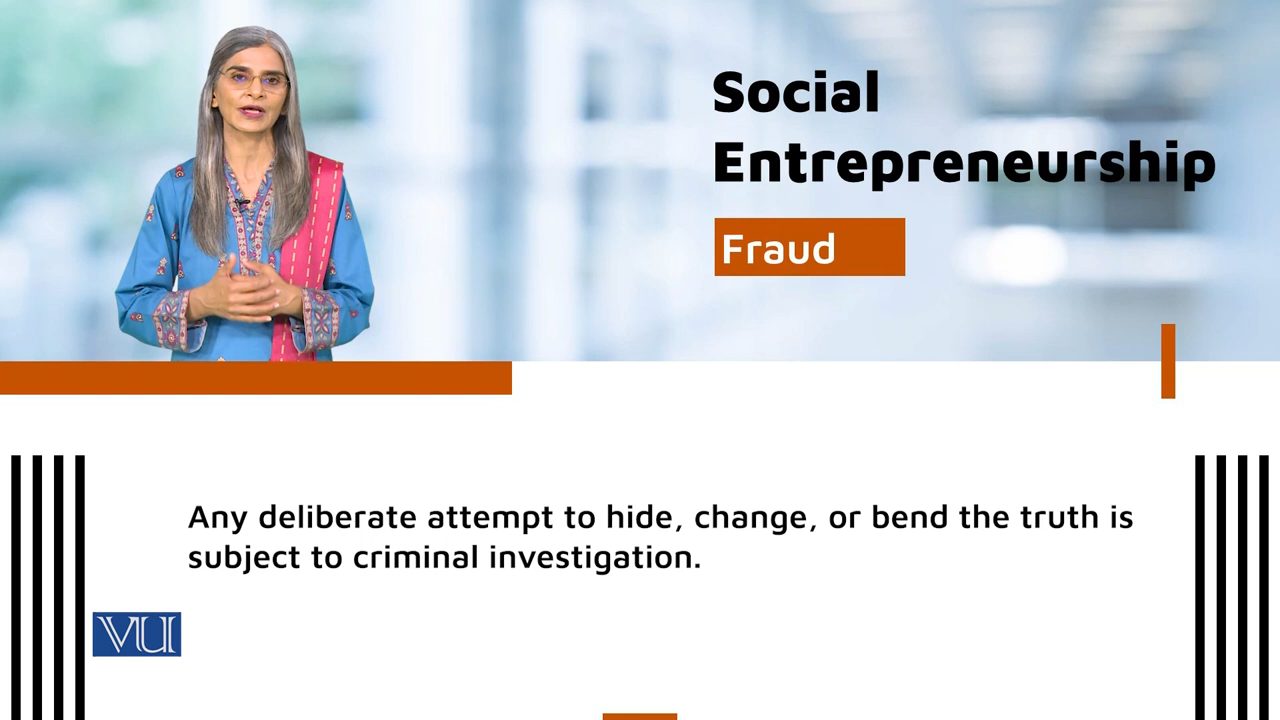 Social
Entrepreneurship
Fraud
Any deliberate attempt to hide, change, or bend the truth is
subject to criminal investigation.
VU